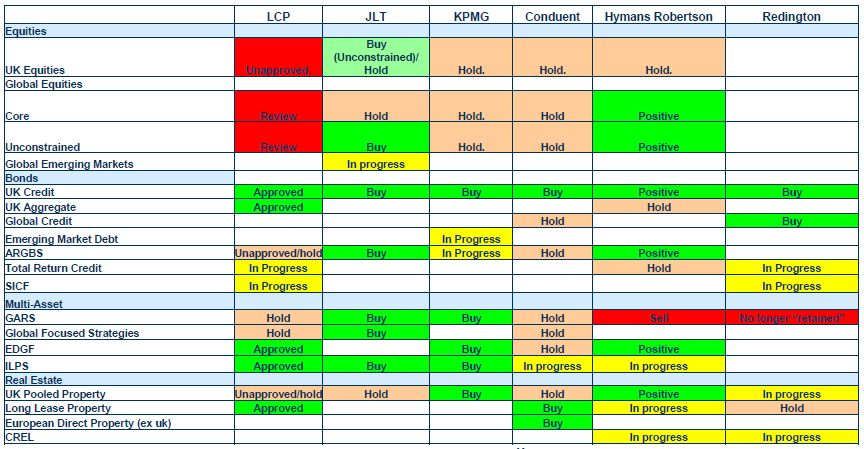 LCP JLT KPMG Conduent Hymans Robertson Redington
Equities
Buy
(Unconstrained)/
UK Equities Unapproved. Hold Hold. Hold. Hold.
Global Equities
Core Review Hold Hold. Hold Positive
Unconstrained Review Buy Hold. Hold Positive
Global Emerging Markets In progress
Bonds
UK Credit Approved Buy Buy Buy Positive Buy
UK Aggregate Approved Hold
Global Credit Hold Buy
Emerging Market Debt In Progress
ARGBS Unapproved/hold Buy In Progress Hold Positive
Total Return Credit In Progress Hold In Progress
SICF In Progress In Progress
Multi-Asset
GARS Hold Buy Buy Hold Sell No longer "retained"
Global Focused Strategies Hold Buy Hold
EDGF Approved Buy Hold Positive
ILPS Approved Buy Buy In progress In progress
Real Estate
UK Pooled Property Unapproved/hold Hold Buy Hold Positive In progress
Long Lease Property Approved Buy In progress Hold
European Direct Property (ex uk) Buy
CREL In progress In progress